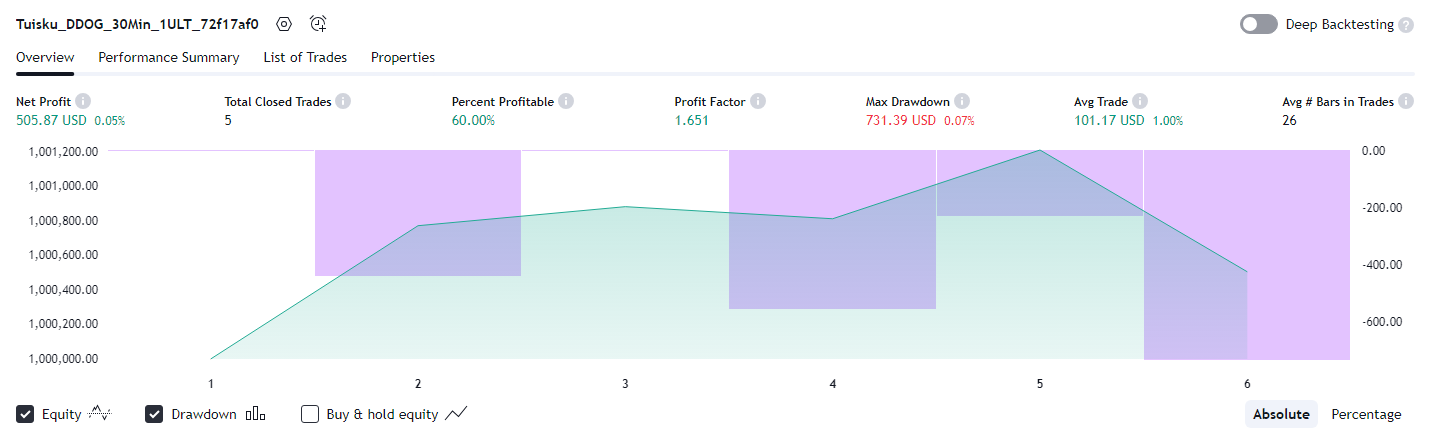 Tuisku_DDOG_30Min_1ULT_72f17af0 Deep Backtesting ?
Overview Performance Summary List of Trades Properties
Net Profit i Total Closed Trades i Percent Profitable i Profit Factor i Max Drawdown i Avg Trade i Avg # Bars in Trades i
505.87 USD 0.05% 5 60.00% 1.651 731.39 USD 0.07% 101.17 USD 1.00% 26
1,001,200.00 0.00
1,001,000.00
1,000,800.00 -200.00
1,000,600.00 -400.00
1,000,400.00
1,000,200.00 -600.00
1,000,000.00
1 2 3 4 5 6
Equity Drawdown Buy & hold equity Absolute Percentage